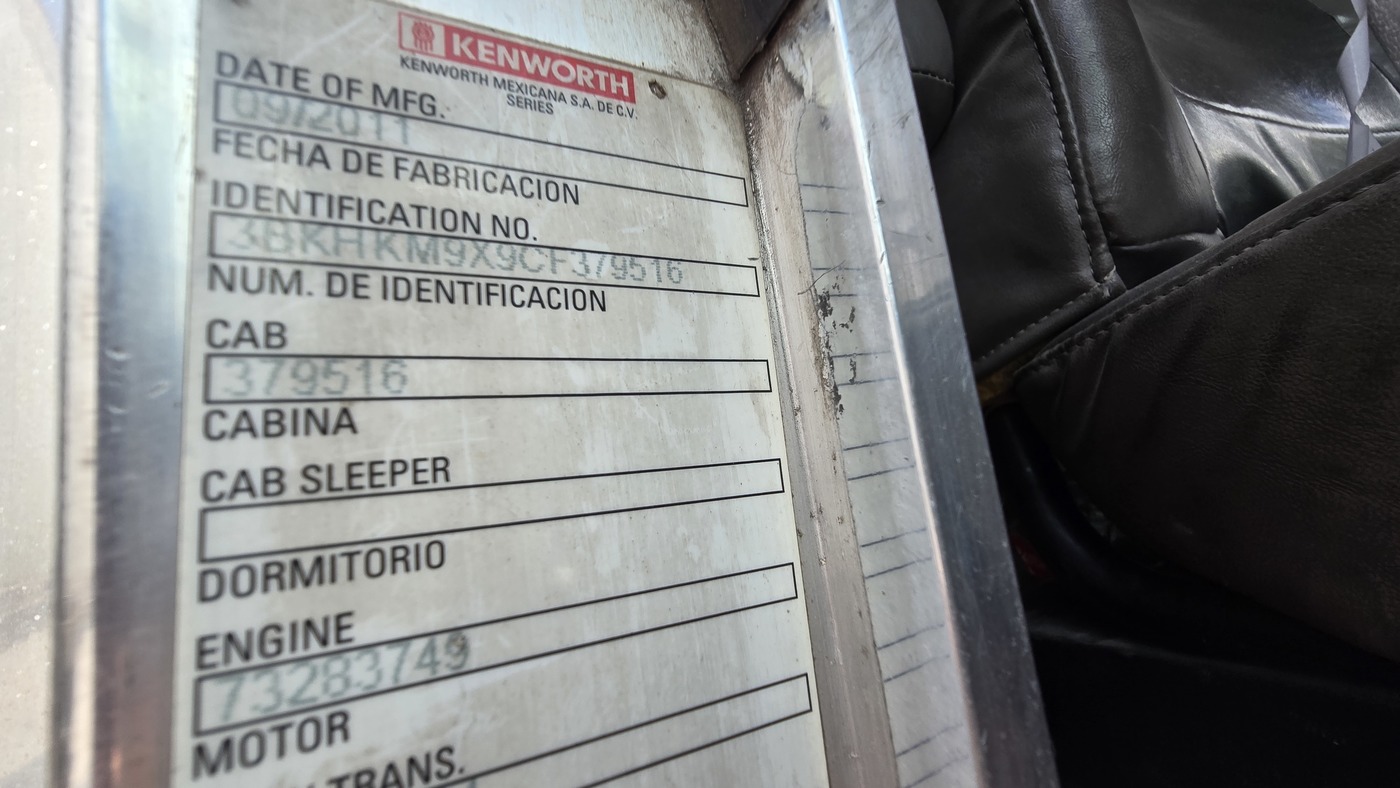 KENWORTH
KENWORTH MEXICANA S.A. DE C.V.
SERIES
DATE OF MFG.
09/2011
FECHA DE FABRICACION
IDENTIFICATION NO.
3BKHKM9X9CF379516
NUM. DE IDENTIFICACION
CAB
379516
CABINA
CAB SLEEPER
DORMITORIO
ENGINE
73283749
MOTOR
TRANS.